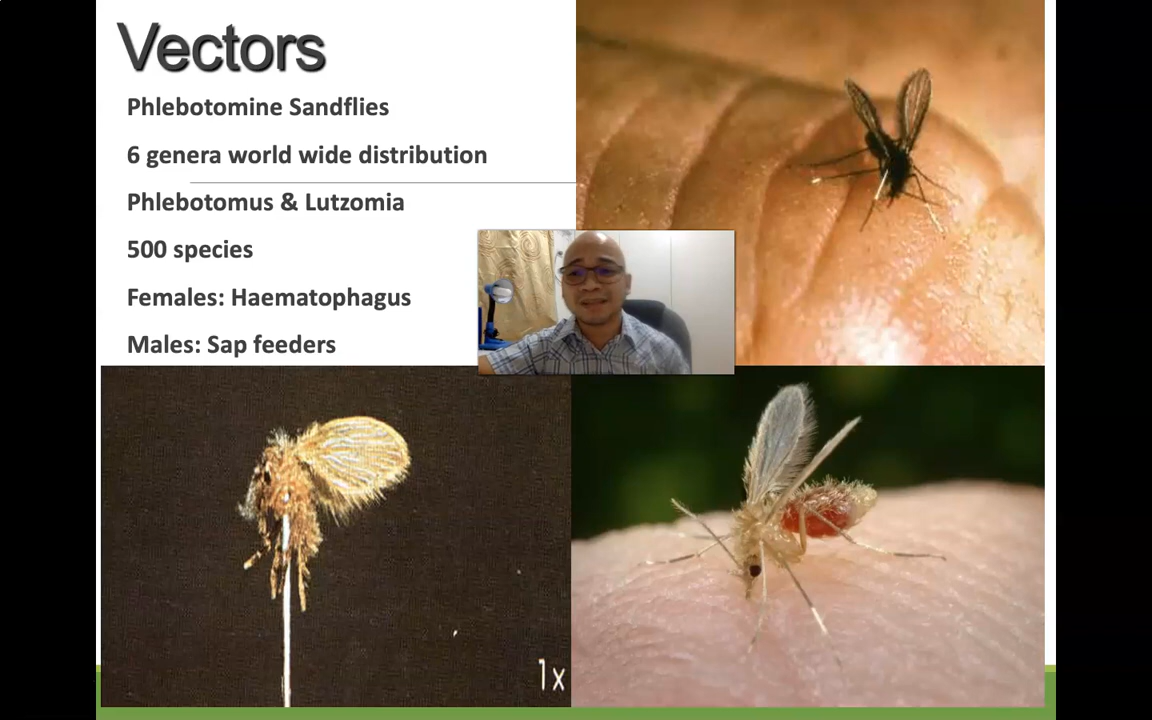 Vectors
Phlebotomine Sandflies
6 genera world wide distribution
Phlebotomus & Lutzomia
500 species
Females: Haematophagus
Males: Sap feeders
1x